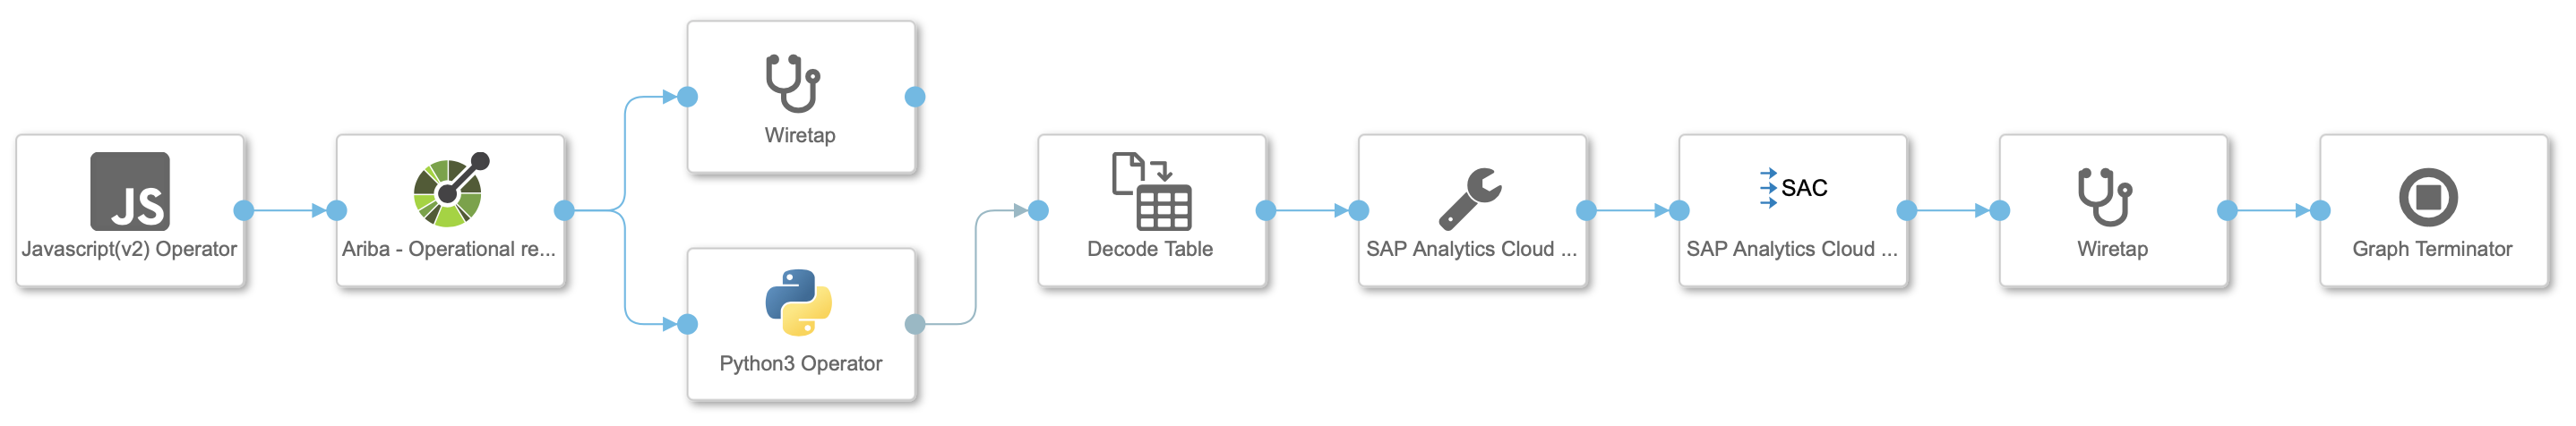 Wiretap
JS
Javascript(v2) Operator
Ariba - Operational re...
Python3 Operator
Decode Table
SAP Analytics Cloud ...
SAC
SAP Analytics Cloud ...
Wiretap
Graph Terminator